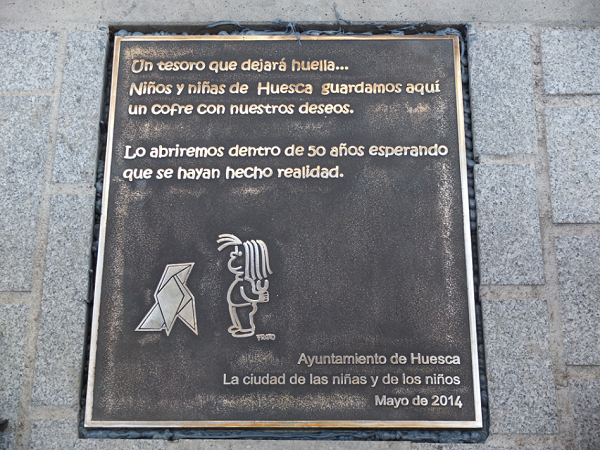 Un tesoro que dejará huella...
Niños y niñas de Huesca guardamos aquí
un cofre con nuestros deseos.
Lo abriremos dentro de 50 años esperando
que se hayan hecho realidad.
FRATO
Ayuntamiento de Huesca
La ciudad de las niñas y de los niños
Mayo de 2014